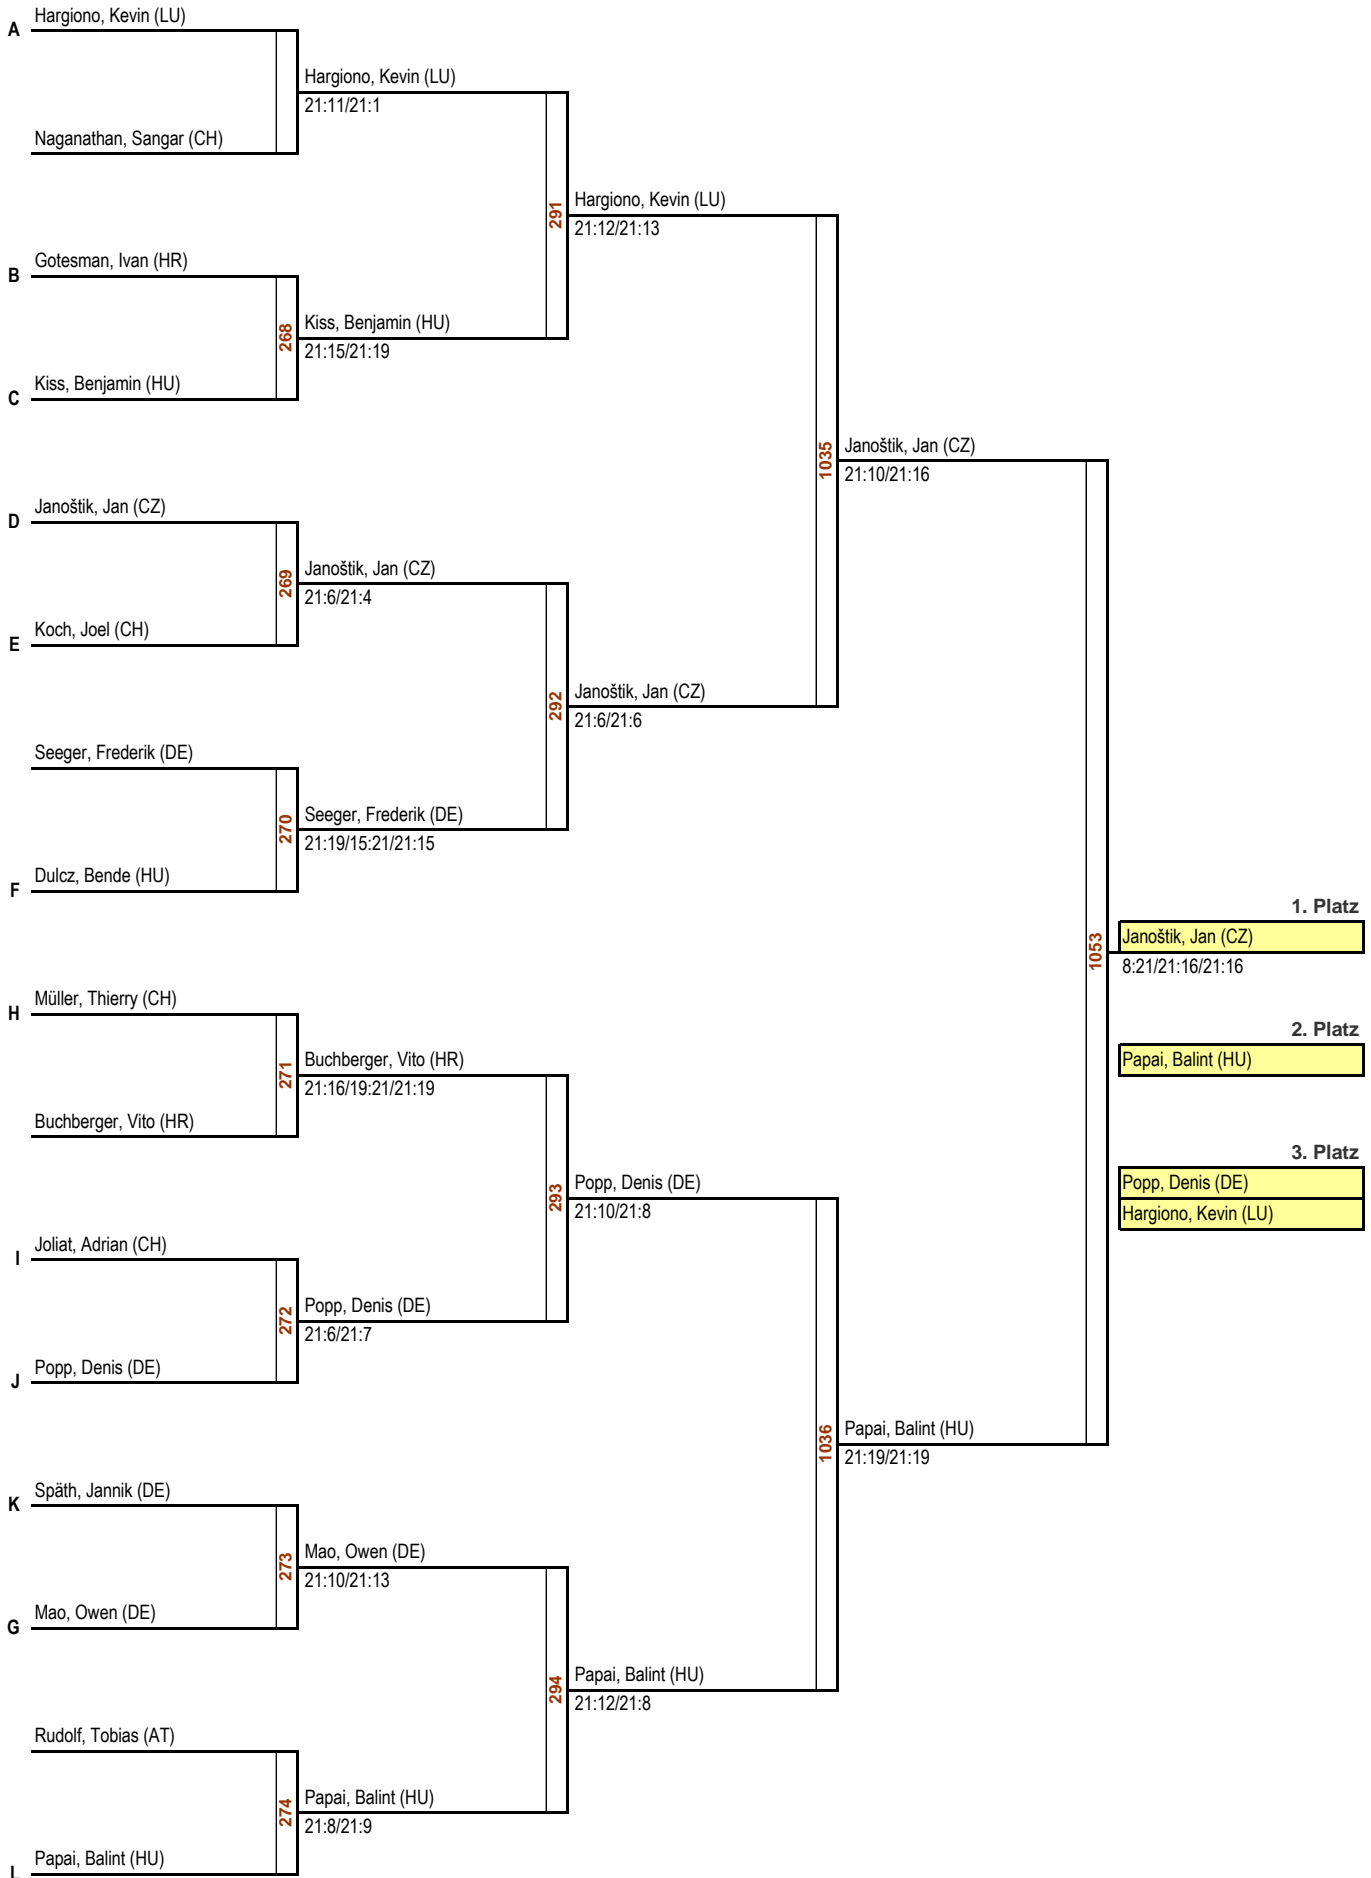 Hargiono, Kevin (LU)
A
Hargiono, Kevin (LU)
21:11/21:1
Naganathan, Sangar (CH)
Hargiono, Kevin (LU)
291
21:12/21:13
Gotesman, Ivan (HR)
B
268
Kiss, Benjamin (HU)
21:15/21:19
Kiss, Benjamin (HU)
C
1035
Janoštik, Jan (CZ)
21:10/21:16
Janoštik, Jan (CZ)
D
269
Janoštik, Jan (CZ)
21:6/21:4
Koch, Joel (CH)
E
292
Janoštik, Jan (CZ)
21:6/21:6
Seeger, Frederik (DE)
270
Seeger, Frederik (DE)
21:19/15:21/21:15
Dulcz, Bende (HU)
F
1. Platz
1053
Janoštik, Jan (CZ)
8:21/21:16/21:16
Müller, Thierry (CH)
H
2. Platz
271
Buchberger, Vito (HR)
Papai, Balint (HU)
21:16/19:21/21:19
Buchberger, Vito (HR)
3. Platz
293
Popp, Denis (DE)
Popp, Denis (DE)
21:10/21:8
Hargiono, Kevin (LU)
Joliat, Adrian (CH)
I
272
Popp, Denis (DE)
21:6/21:7
Popp, Denis (DE)
J
1036
Papai, Balint (HU)
21:19/21:19
Späth, Jannik (DE)
K
273
Mao, Owen (DE)
21:10/21:13
Mao, Owen (DE)
G
294
Papai, Balint (HU)
21:12/21:8
Rudolf, Tobias (AT)
274
Papai, Balint (HU)
21:8/21:9
Papai, Balint (HU)
L